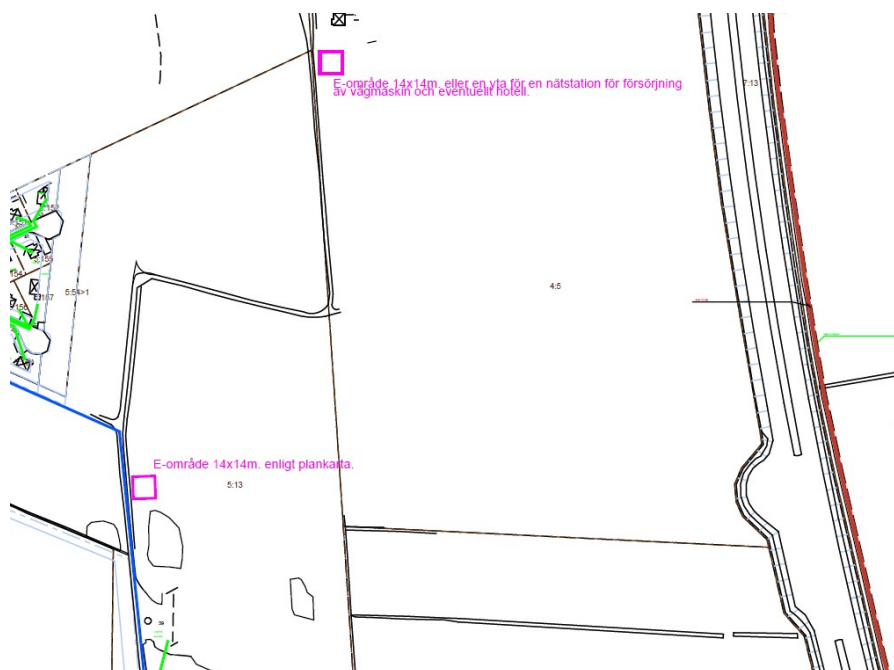 E-område 14x14m. eller en yta för en nätstation för försörjning
av vägmaskin och eventuellt hotell.
7:13
5:54>1
4:5
E-område 14x14m. enligt plankarta.
5:13